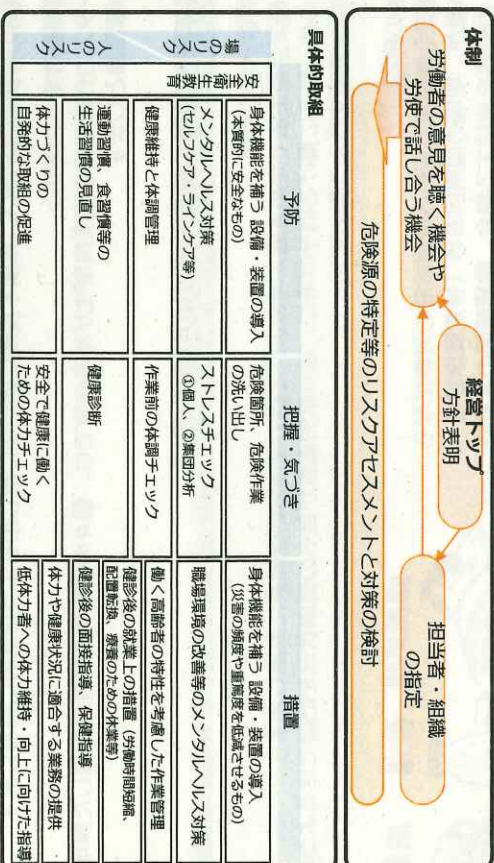 体制
経営トップ
方針表明
労働者の意見を聴く機会や
労使で話し合う機会
担当者・組織
の指定
危険源の特定等のリスクアセスメントと対策の検討
具体的取組
予防
把握・気づき
措置
場のリスク
人のリスク
安全衛生教育
身体機能を補う 設備・装置の導入
(本質的に安全なもの)
危険箇所、危険作業
の洗い出し
身体機能を補う 設備・装置の導入
(災害の頻度や重篤度を低減させるもの)
メンタルヘルス対策
(セルフケア・ラインケア等)
ストレスチェック
①個人、②集団分析
職場環境の改善等のメンタルヘルス対策
健康維持と体調管理
作業前の体調チェック
働く高齢者の特性を考慮した作業管理
運動習慣、食習慣等の
生活習慣の見直し
健康診断
健診後の就業上の措置(労働時間短縮、
配置転換、療養のための休業等)
健診後の面接指導、保健指導
体力づくりの
自発的な取組の促進
安全で健康に働く
ための体力チェック
体力や健康状況に適合する業務の提供
低体力者への体力維持・向上に向けた指導